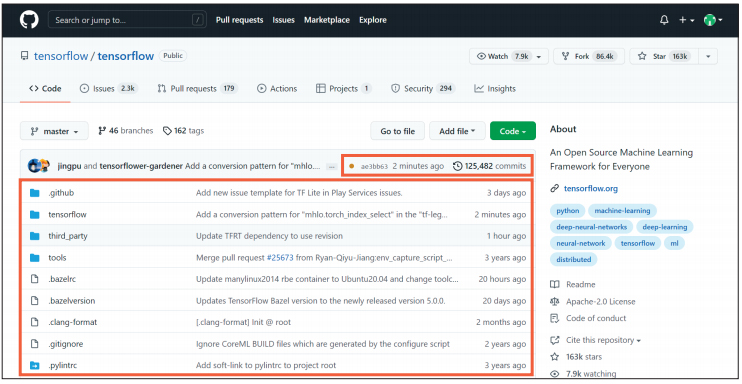 Search or jump to... / Pull requests Issues Marketplace Explore
tensorflow / tensorflow Public Watch 7.9k Fork 86.4k Star 163k
Code Issues 2.3k Pull requests 179 Actions Projects 1 Security 294 Insights
master 46 branches 162 tags Go to file Add file Code
jingpu and tensorflower-gardener Add a conversion pattern for "mhlo.... ... 2 minutes ago 125,482 commits
.github Add new issue template for TF Lite in Play Services issues. 3 days ago
tensorflow Add a conversion pattern for "mhlo.torch_index_select" in the "tf-leg... 2 minutes ago
third_party Update TFRT dependency to use revision 1 hour ago
tools Merge pull request #25673 from Ryan-Qiyu-Jiang:env_capture_script_... 3 years ago
.bazelrc Update manylinux2014 rbe container to Ubuntu20.04 and change toolc... 20 hours ago
.bazelversion Updates TensorFlow Bazel version to the newly released version 5.0.0. 20 days ago
.clang-format [.clang-format] Init @ root 2 months ago
.gitignore Ignore CoreML BUILD files which are generated by the configure script 2 years ago
.pylintrc Add soft-link to pylintrc to project root 3 years ago
About
An Open Source Machine Learning
Framework for Everyone
tensorflow.org
python machine-learning
deep-neural-networks deep-learning
neural-network tensorflow ml
distributed
Readme
Apache-2.0 License
Code of conduct
Cite this repository
163k stars
7.9k watching